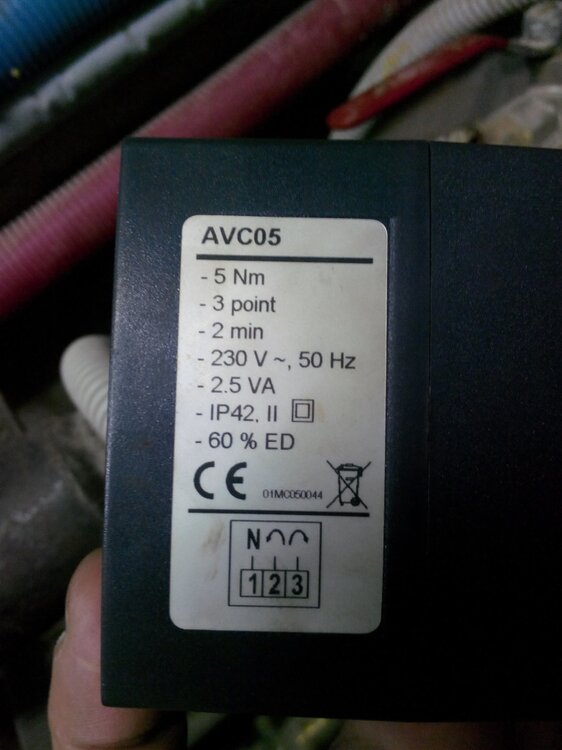 AVC05
- 5 Nm
- 3 point
- 2 min
- 230 V ~, 50 Hz
- 2.5 VA
- IP42, II
- 60 % ED
CE 01MC050044
N
1 2 3